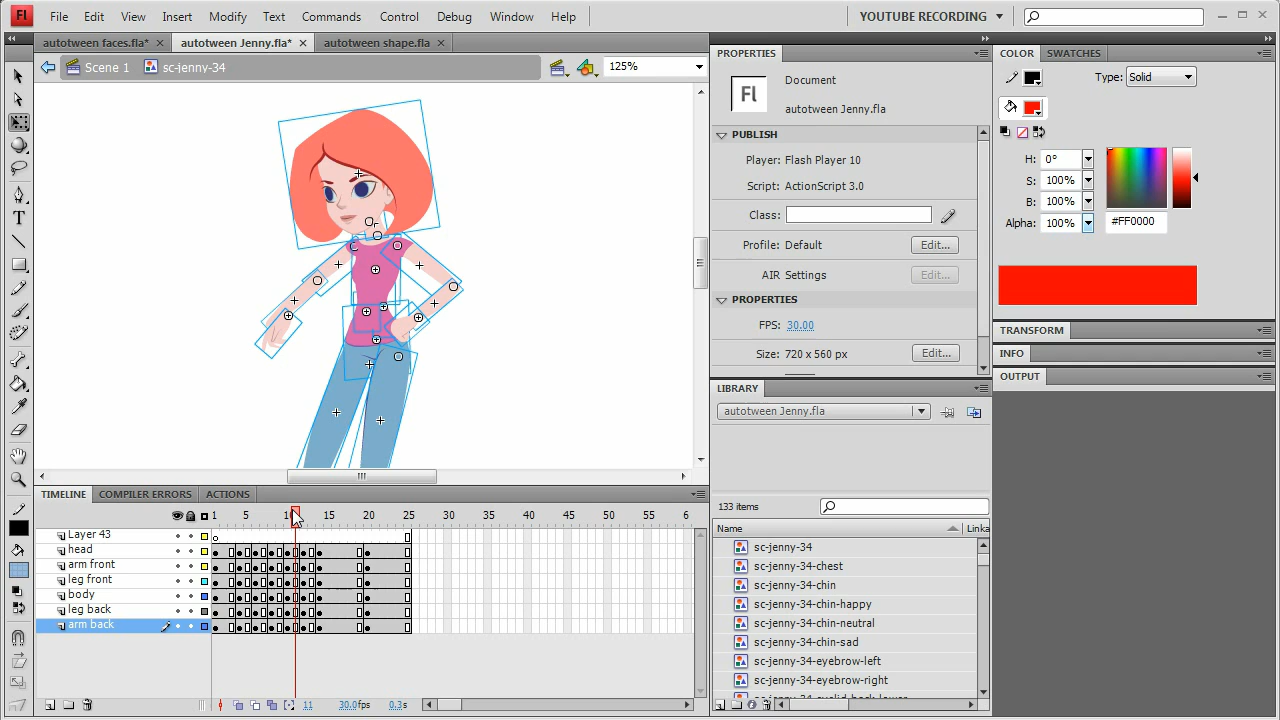 Fl File Edit View Insert Modify Text Commands Control Debug Window Help YOUTUBE RECORDING
autotween faces.fla* × autotween Jenny.fla* × autotween shape.fla ×
Scene 1 sc-jenny-34 125%
PROPERTIES
Fl Document
autotween Jenny.fla
PUBLISH
Player: Flash Player 10
Script: ActionScript 3.0
Class:
Profile: Default Edit...
AIR Settings Edit...
PROPERTIES
FPS: 30.00
Size: 720 x 560 px Edit...
COLOR SWATCHES
Type: Solid
H: 0°
S: 100%
B: 100%
Alpha: 100% #FF0000
TRANSFORM
INFO
OUTPUT
LIBRARY
autotween Jenny.fla
133 items
Name Linka
sc-jenny-34
sc-jenny-34-chest
sc-jenny-34-chin
sc-jenny-34-chin-happy
sc-jenny-34-chin-neutral
sc-jenny-34-chin-sad
sc-jenny-34-eyebrow-left
sc-jenny-34-eyebrow-right
TIMELINE COMPILER ERRORS ACTIONS
1 5 10 15 20 25 30 35 40 45 50 55 6
Layer 43
head
arm front
leg front
body
leg back
arm back
11 30.0fps 0.3s